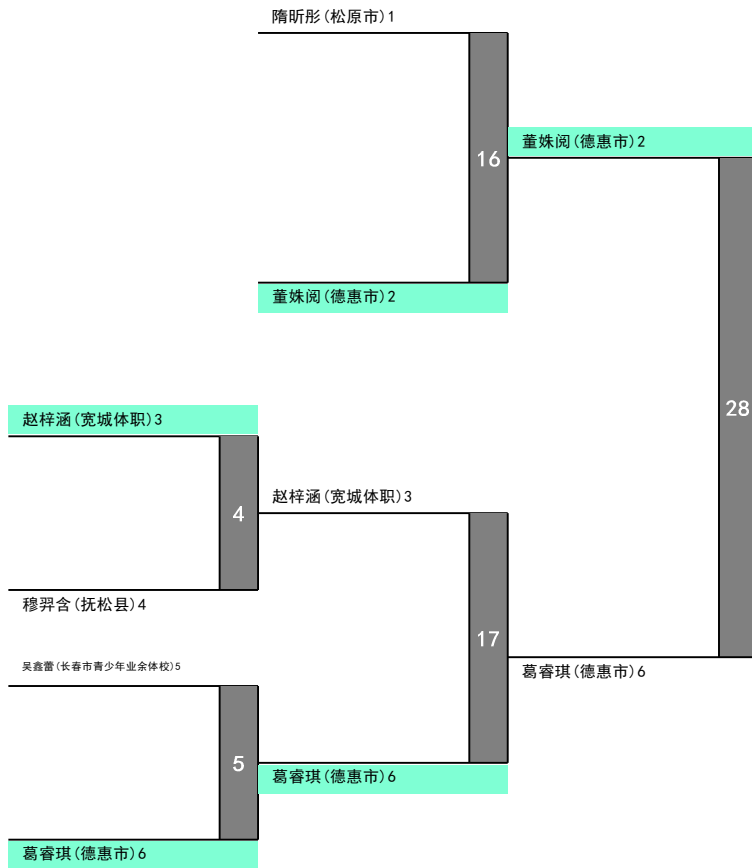 隋昕彤(松原市)1
董姝阅(德惠市)2
16
董姝阅(德惠市)2
赵梓涵(宽城体职)3
28
赵梓涵(宽城体职)3
4
穆羿含(抚松县)4
17
吴鑫蕾(长春市青少年业余体校)5
葛睿琪(德惠市)6
5
葛睿琪(德惠市)6
葛睿琪(德惠市)6